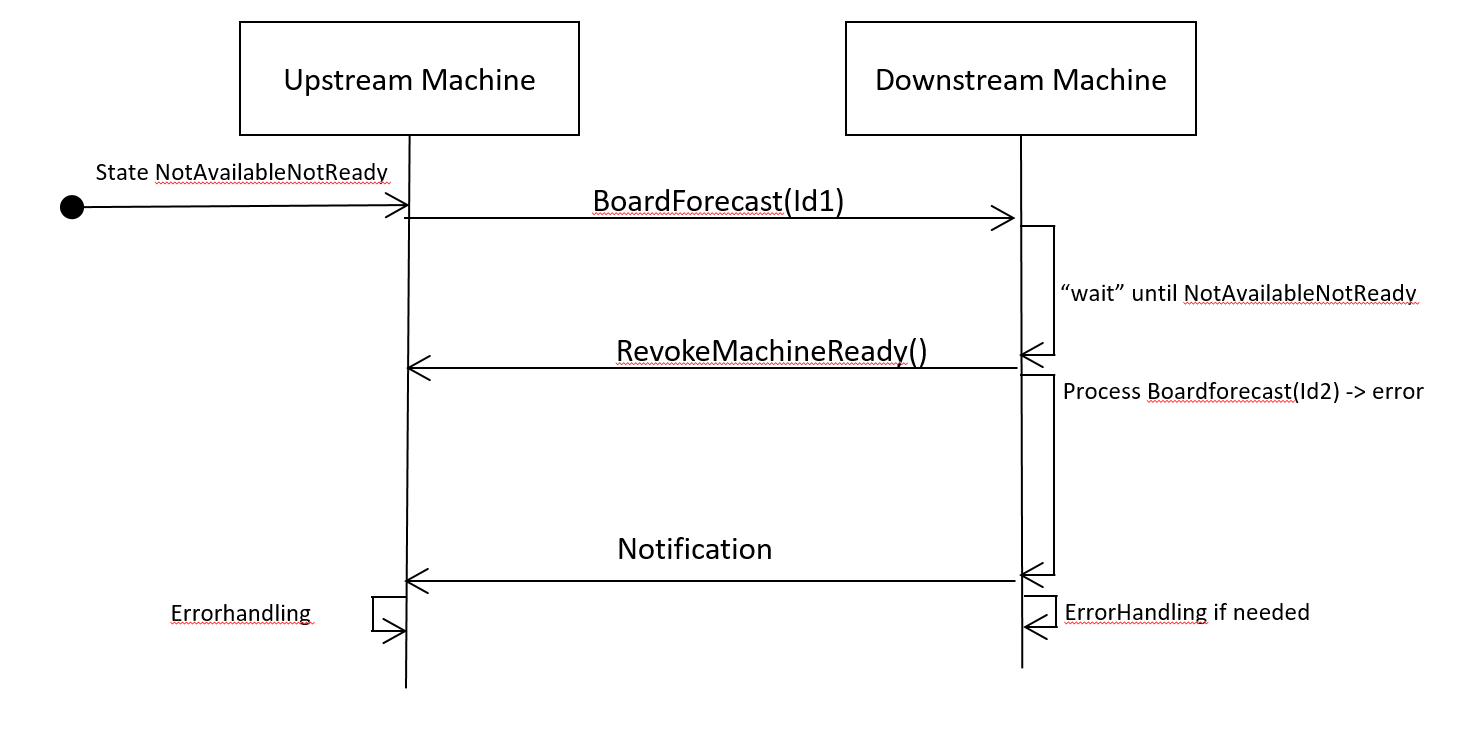 Upstream Machine
Downstream Machine
State NotAvailableNotReady
BoardForecast(Id1)
“wait” until NotAvailableNotReady
RevokeMachineReady()
Process Boardforecast(Id2) -> error
Notification
Errorhandling
ErrorHandling if needed